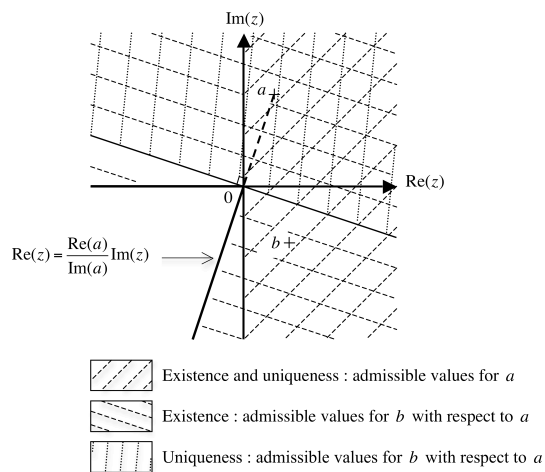 Im(z)
a
Re(z)
0
b
Re(z) = Re(a)/Im(a) Im(z)
Existence and uniqueness : admissible values for a
Existence : admissible values for b with respect to a
Uniqueness : admissible values for b with respect to a